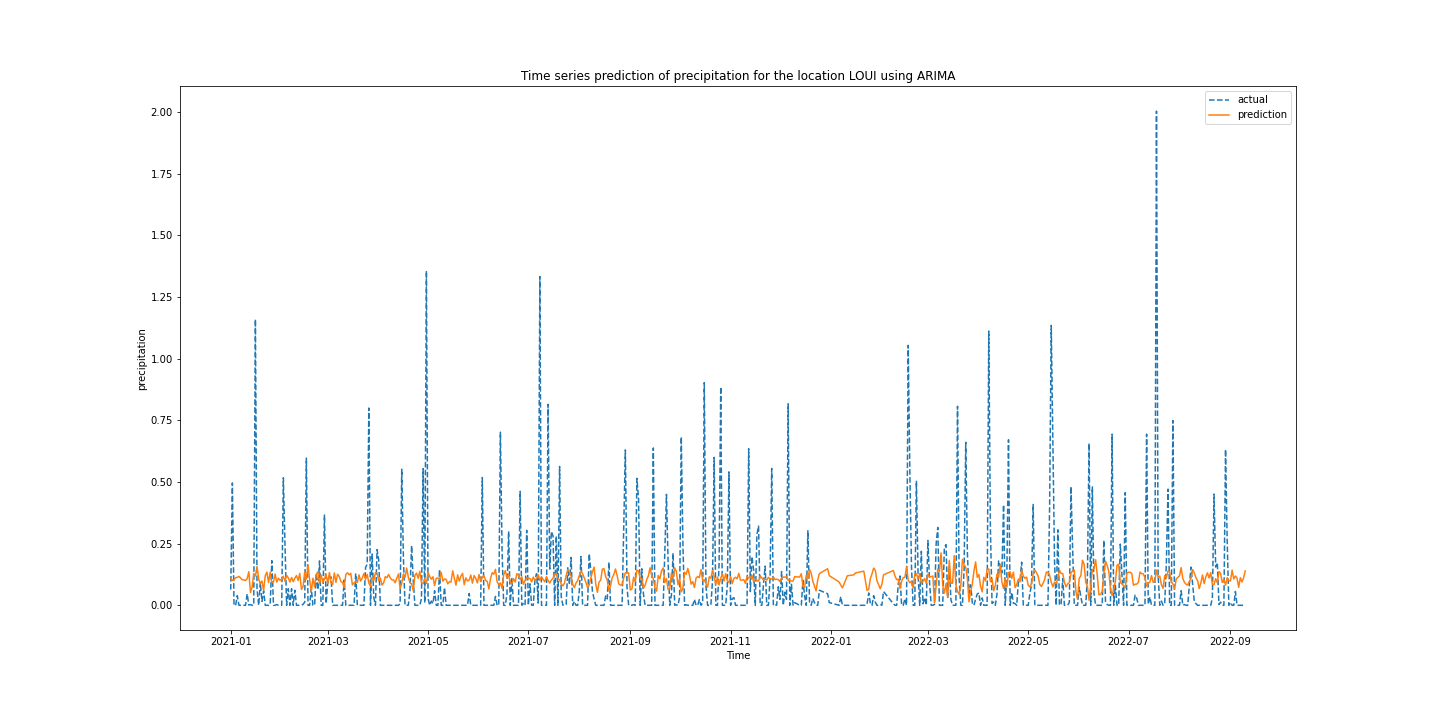 Time series prediction of precipitation for the location LOUI using ARIMA
actual
prediction
2.00
1.75
1.50
1.25
1.00
0.75
0.50
0.25
0.00
precipitation
2021-01 2021-03 2021-05 2021-07 2021-09 2021-11 2022-01 2022-03 2022-05 2022-07 2022-09
Time